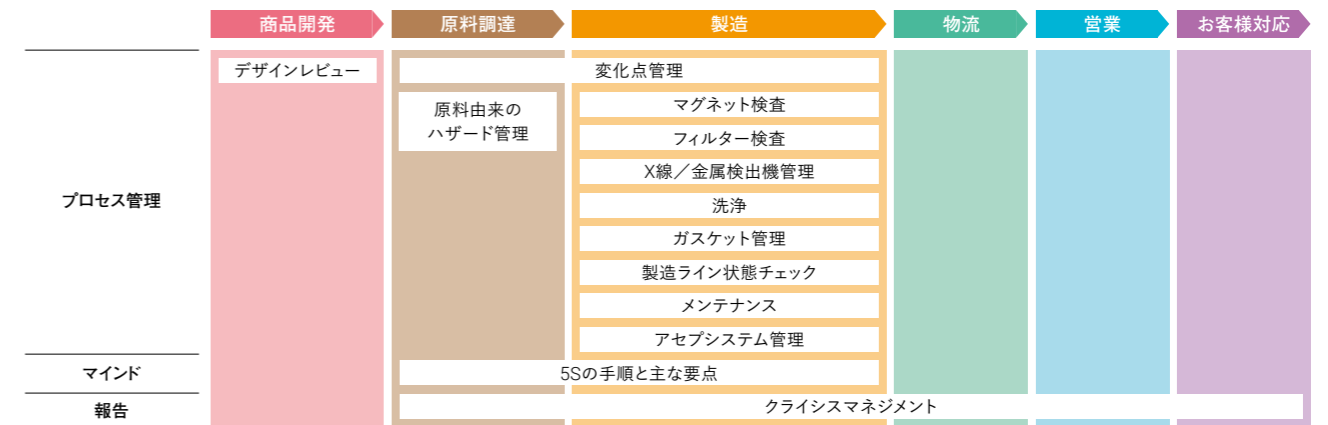 商品開発
原料調達
製造
物流
営業
お客様対応
プロセス管理
デザインレビュー
変化点管理
原料由来の
ハザード管理
マグネット検査
フィルター検査
X線／金属検出機管理
洗浄
ガスケット管理
製造ライン状態チェック
メンテナンス
アセプシステム管理
マインド
5Sの手順と主な要点
報告
クライシスマネジメント